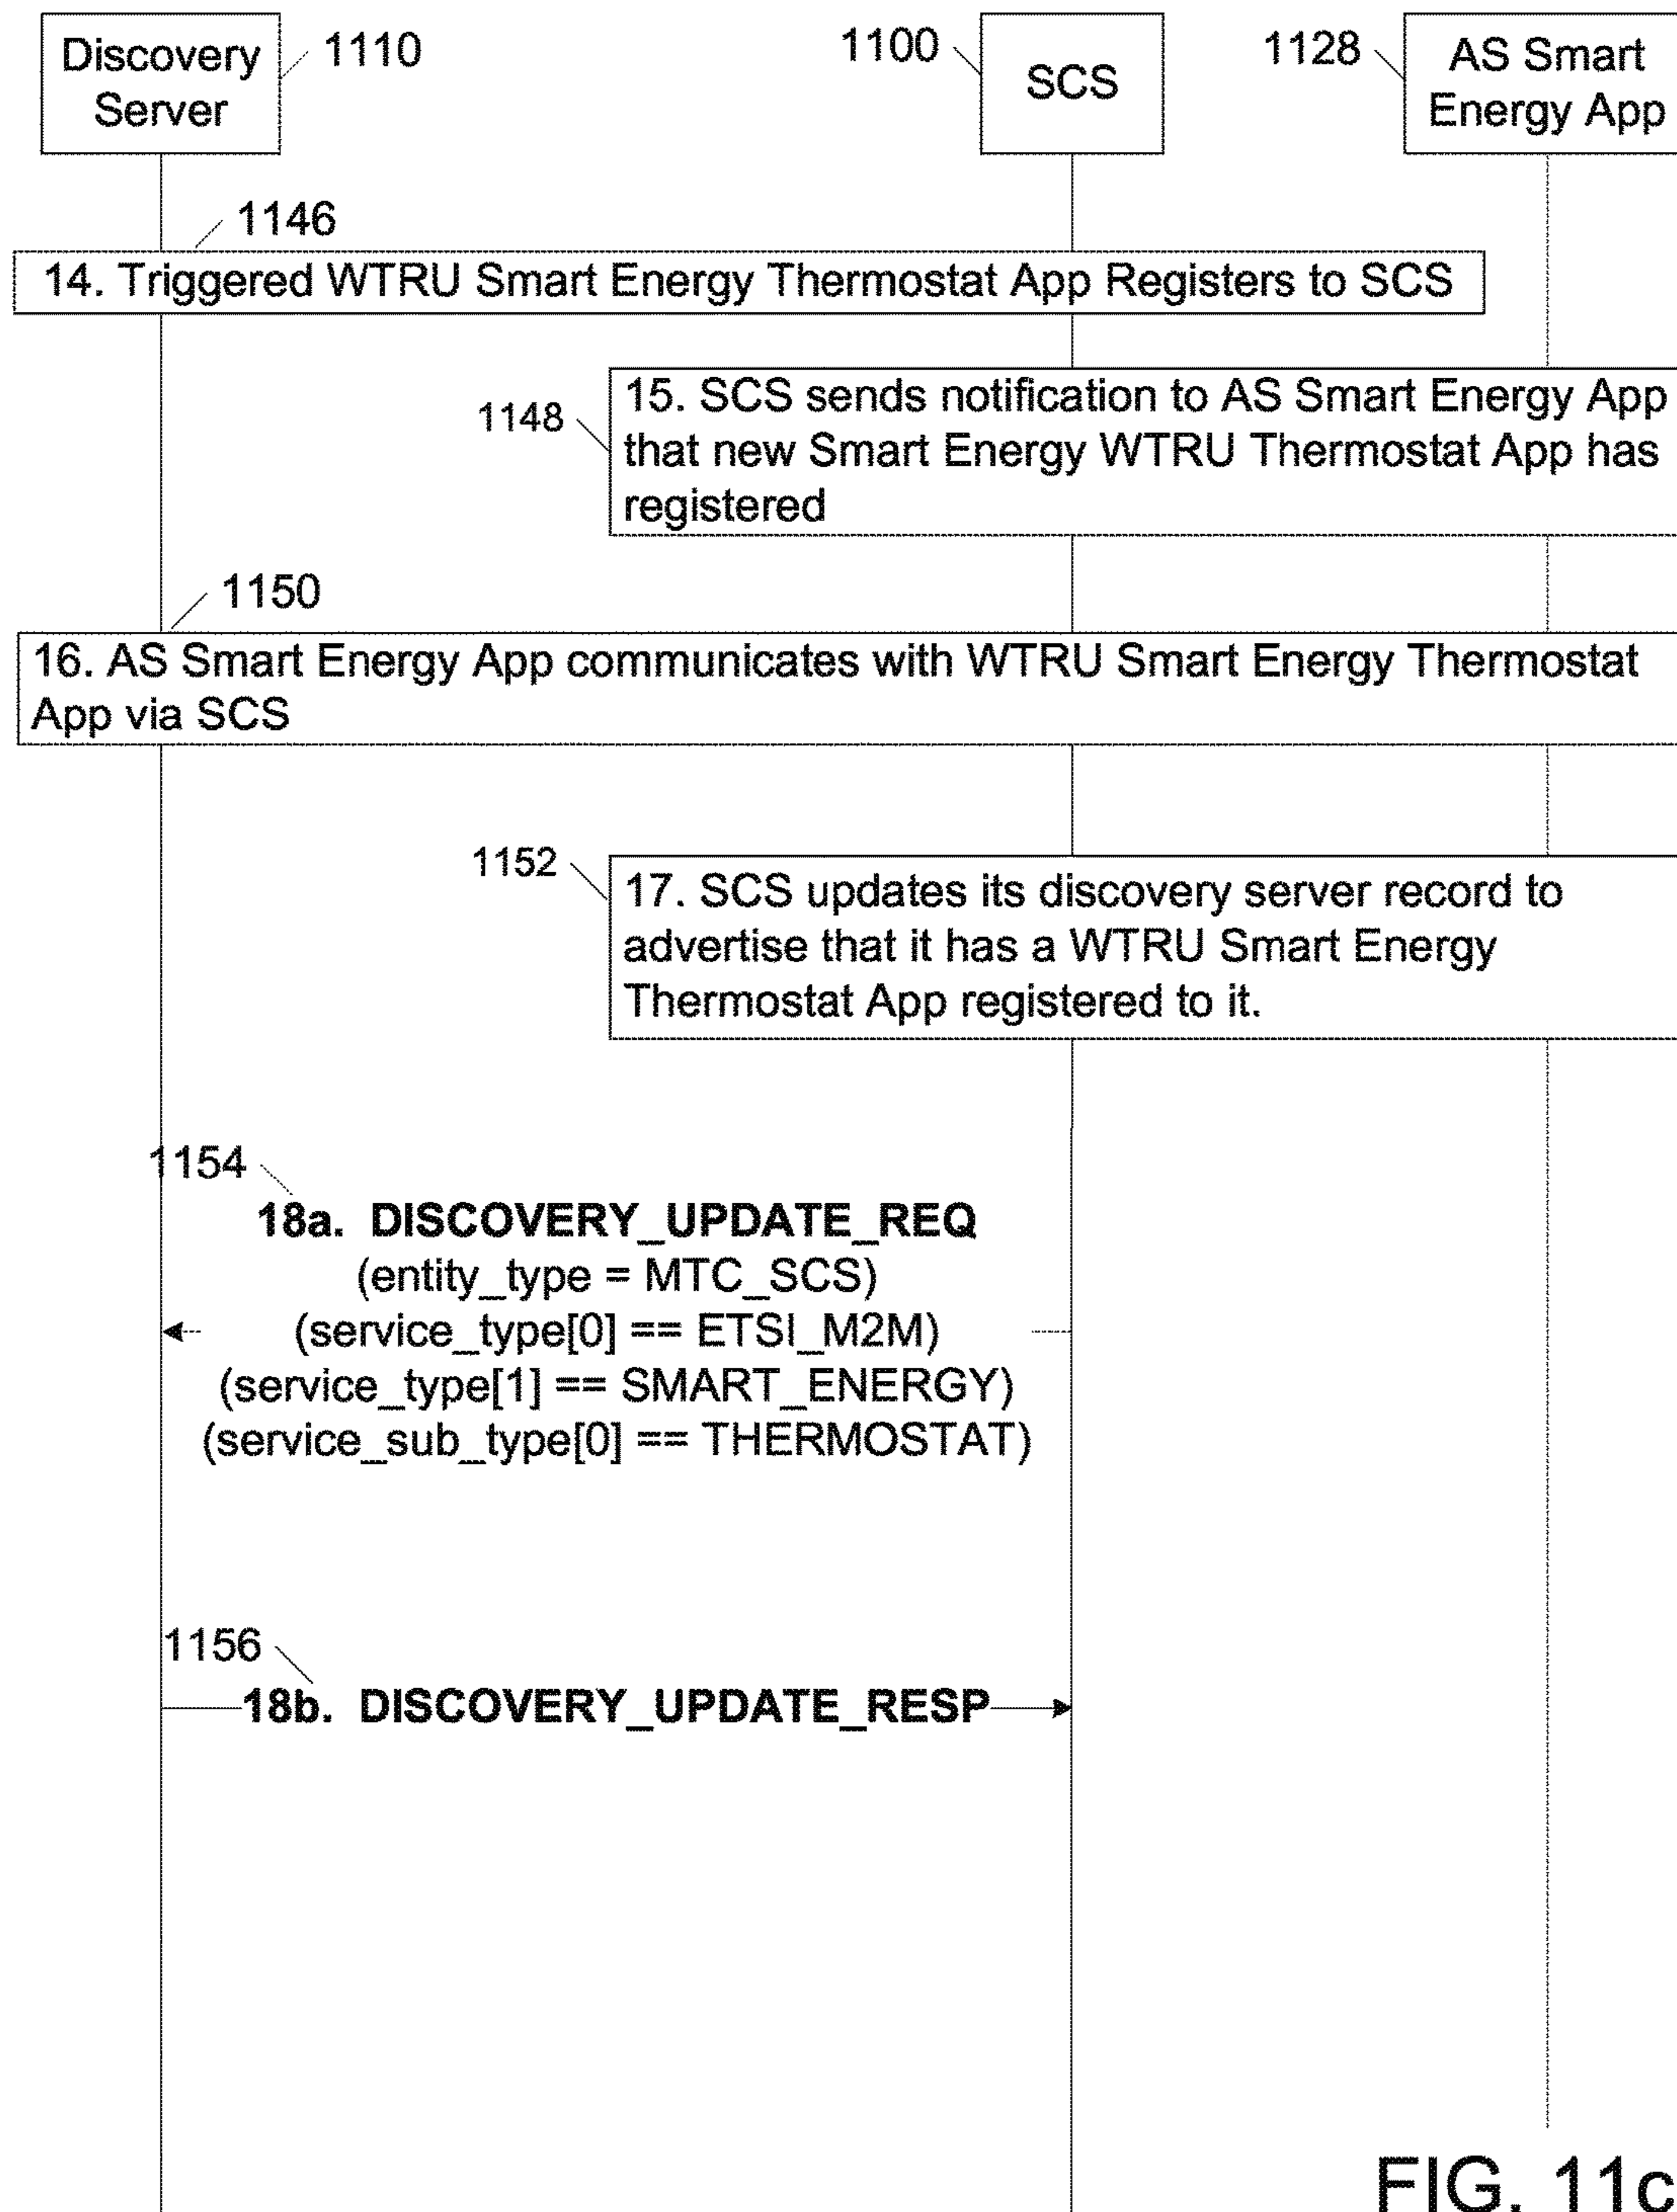 Discovery
Server
1110
1100
SCS
1128
AS Smart
Energy App
1146
14. Triggered WTRU Smart Energy Thermostat App Registers to SCS
1148
15. SCS sends notification to AS Smart Energy App
that new Smart Energy WTRU Thermostat App has
registered
1150
16. AS Smart Energy App communicates with WTRU Smart Energy Thermostat
App via SCS
1152
17. SCS updates its discovery server record to
advertise that it has a WTRU Smart Energy
Thermostat App registered to it.
1154
18a. DISCOVERY_UPDATE_REQ
(entity_type = MTC_SCS)
(service_type[0] == ETSI_M2M)
(service_type[1] == SMART_ENERGY)
(service_sub_type[0] == THERMOSTAT)
1156
18b. DISCOVERY_UPDATE_RESP
FIG. 11c